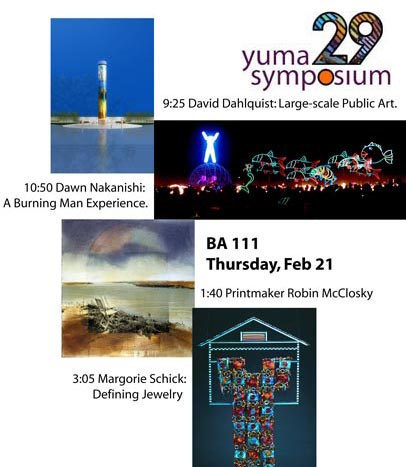 yuma 29
symposium
9:25 David Dahlquist: Large-scale Public Art.
10:50 Dawn Nakanishi:
A Burning Man Experience.
BA 111
Thursday, Feb 21
1:40 Printmaker Robin McClosky
3:05 Margorie Schick:
Defining Jewelry